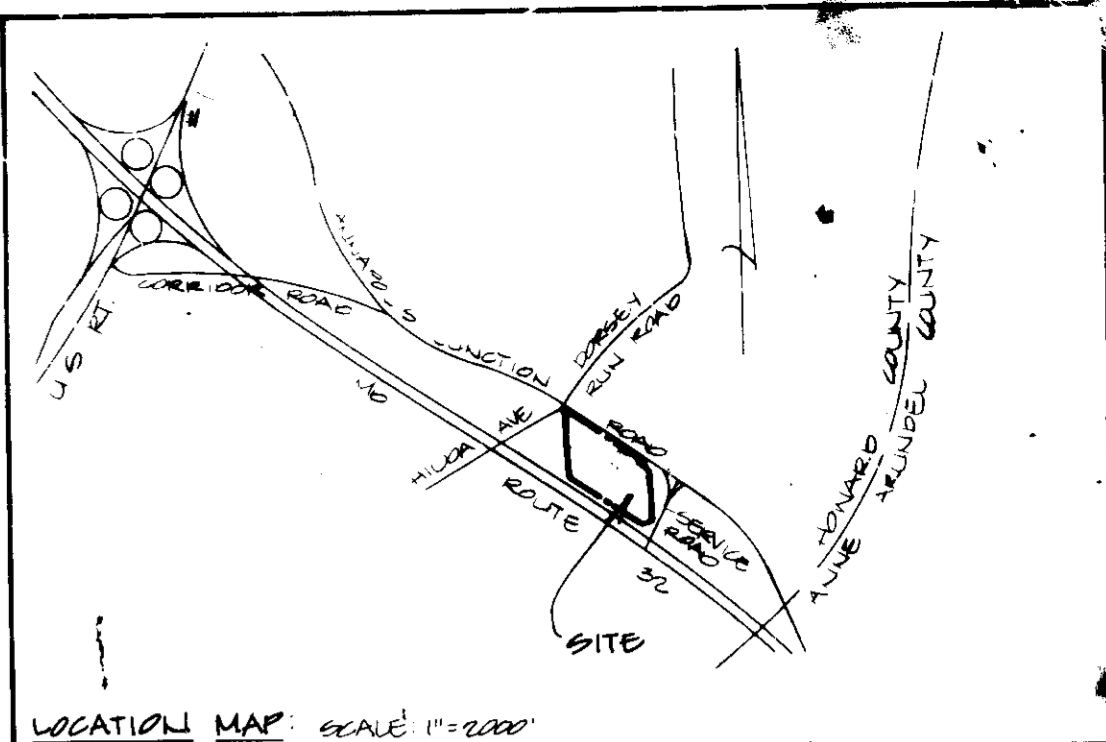 U S RT.
CORRIDOR ROAD
JUNCTION
ROAD
DORSEY
RUN ROAD
HILDA AVE
MD
ROUTE
32
SERVICE
ROAD
HOWARD COUNTY
ANNE ARUNDEL COUNTY
SITE
LOCATION MAP: SCALE: 1"=2000'